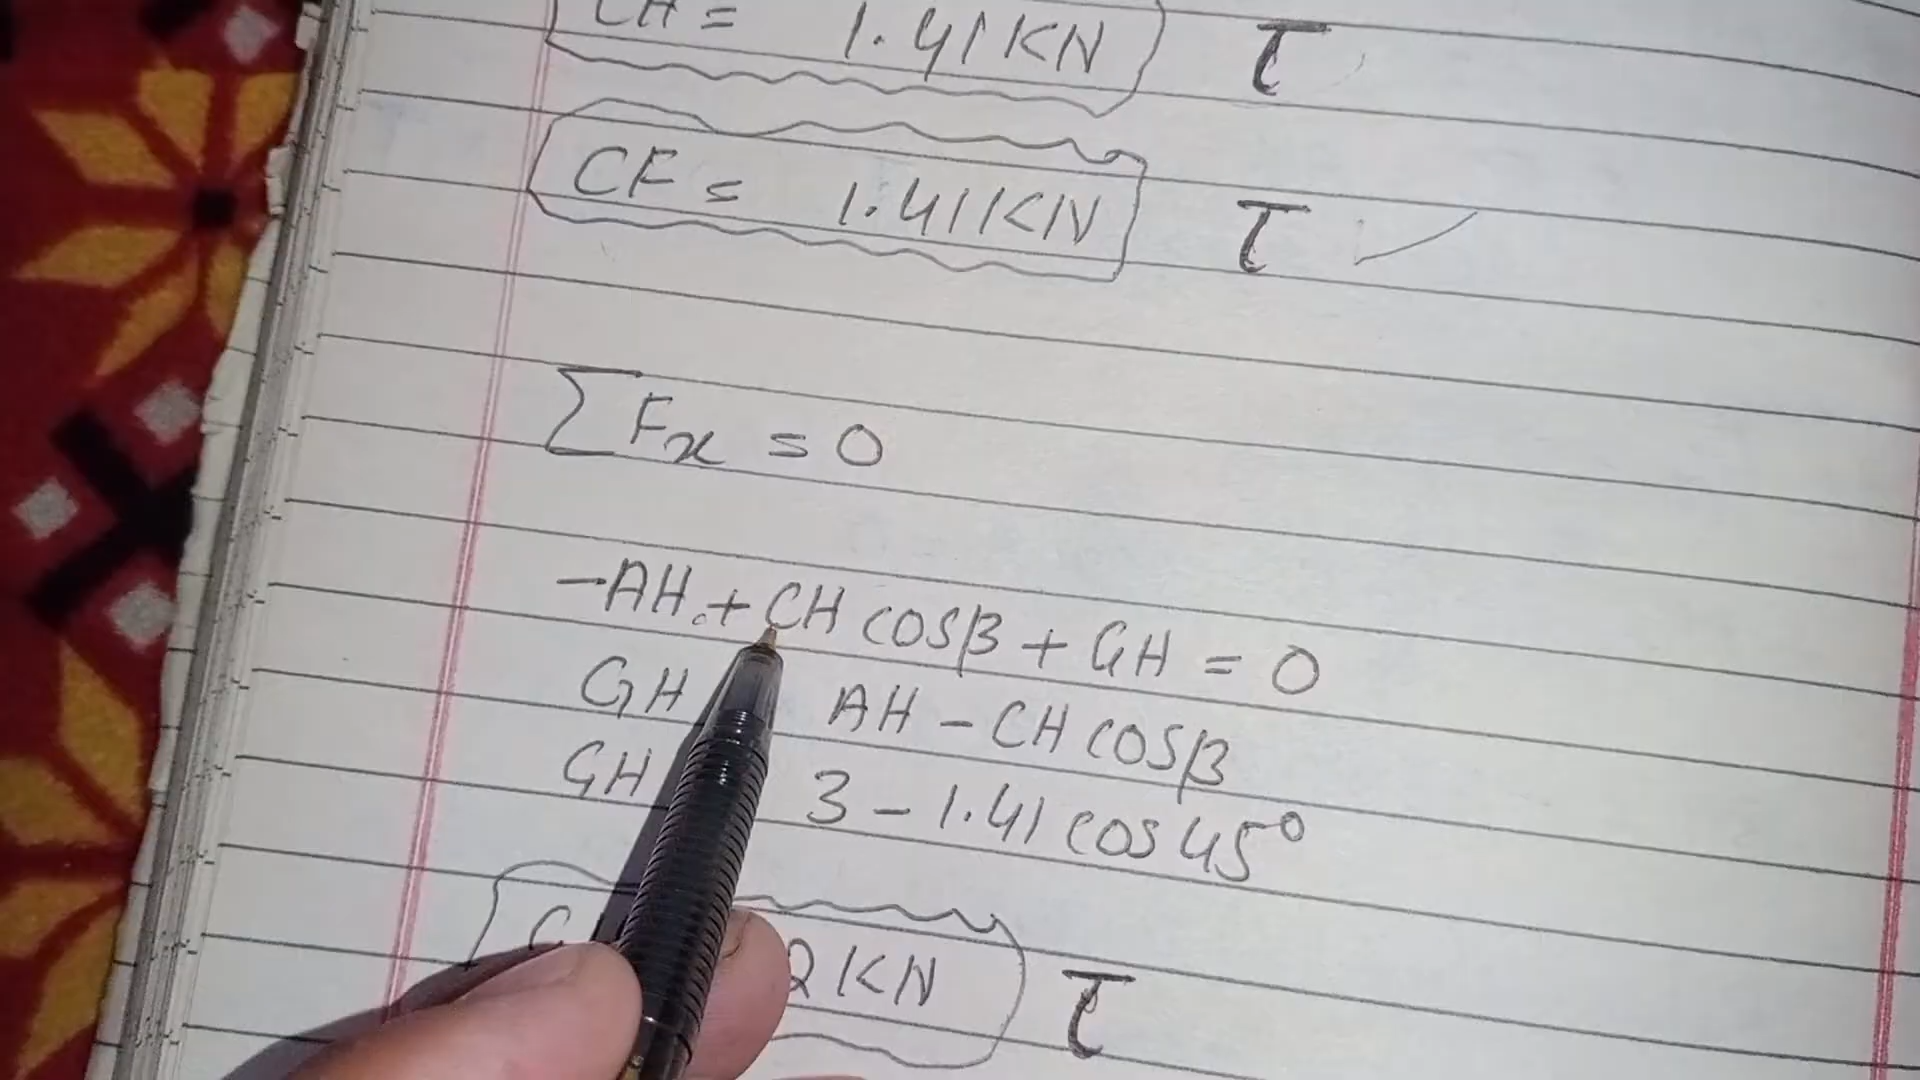 CH = 1.41KN T
CF = 1.41KN T
∑Fx = 0
-AH + CH cosβ + GH = 0
GH AH - CH cosβ
GH 3 - 1.41 cos 45°
2KN T